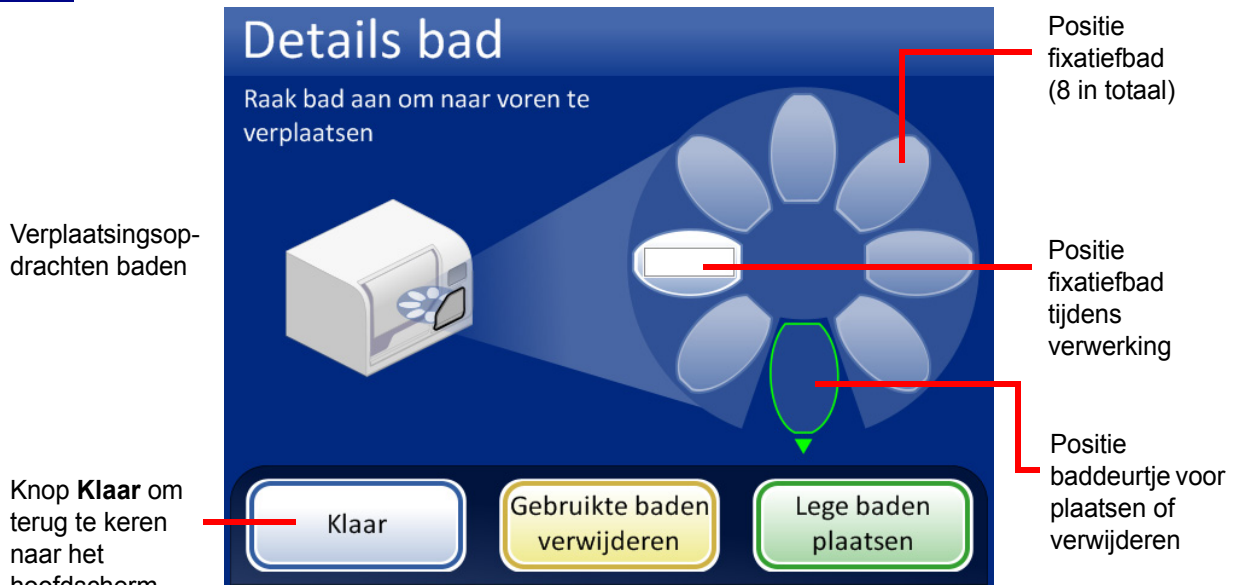 Details bad
Raak bad aan om naar voren te
verplaatsen
Positie
fixatiefbad
(8 in totaal)
Verplaatsingsop-
drachten baden
Positie
fixatiefbad
tijdens
verwerking
Positie
baddeurtje voor
plaatsen of
verwijderen
Knop Klaar om
terug te keren
naar het
hoofdscherm
Klaar
Gebruikte baden
verwijderen
Lege baden
plaatsen